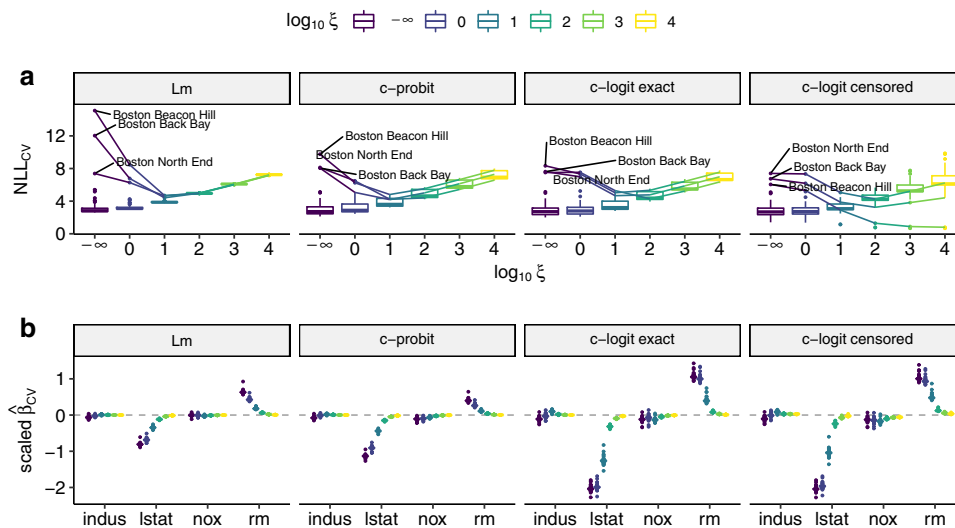 log10 ξ −∞ 0 1 2 3 4
a
Lm c−probit c−logit exact c−logit censored
NLLCV
12
8
4
0
Boston Beacon Hill
Boston Back Bay
Boston North End
Boston Beacon Hill
Boston North End
Boston Back Bay
Boston Beacon Hill
Boston Back Bay
Boston North End
Boston North End
Boston Back Bay
Boston Beacon Hill
−∞ 0 1 2 3 4 −∞ 0 1 2 3 4 −∞ 0 1 2 3 4 −∞ 0 1 2 3 4
log10 ξ
b
Lm c−probit c−logit exact c−logit censored
scaled β̂CV
1
0
−1
−2
indus lstat nox rm indus lstat nox rm indus lstat nox rm indus lstat nox rm